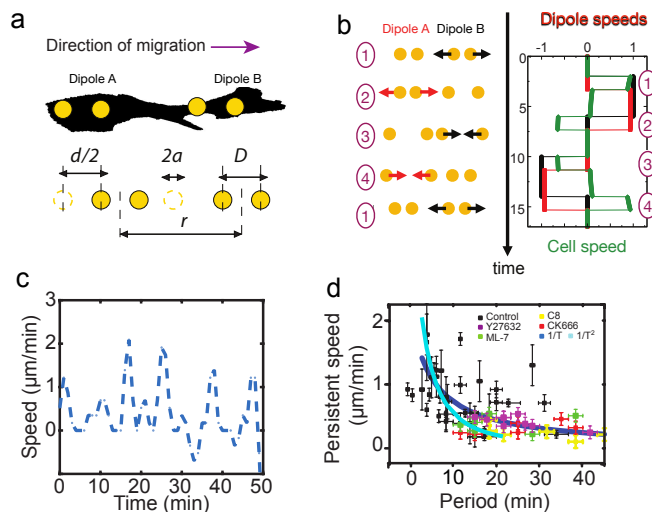 a
Direction of migration
Dipole A
Dipole B
d/2
2a
D
r
b
Dipole A Dipole B
1
2
3
4
1
time
Dipole speeds
-1 0 1
0
5
10
15
1
2
3
4
Cell speed
c
Speed (µm/min)
3
2
1
0
0 10 20 30 40 50
Time (min)
d
Persistent speed
(µm/min)
2
1
0
Control
Y27632
ML-7
C8
CK666
1/T
1/T²
0 10 20 30 40
Period (min)